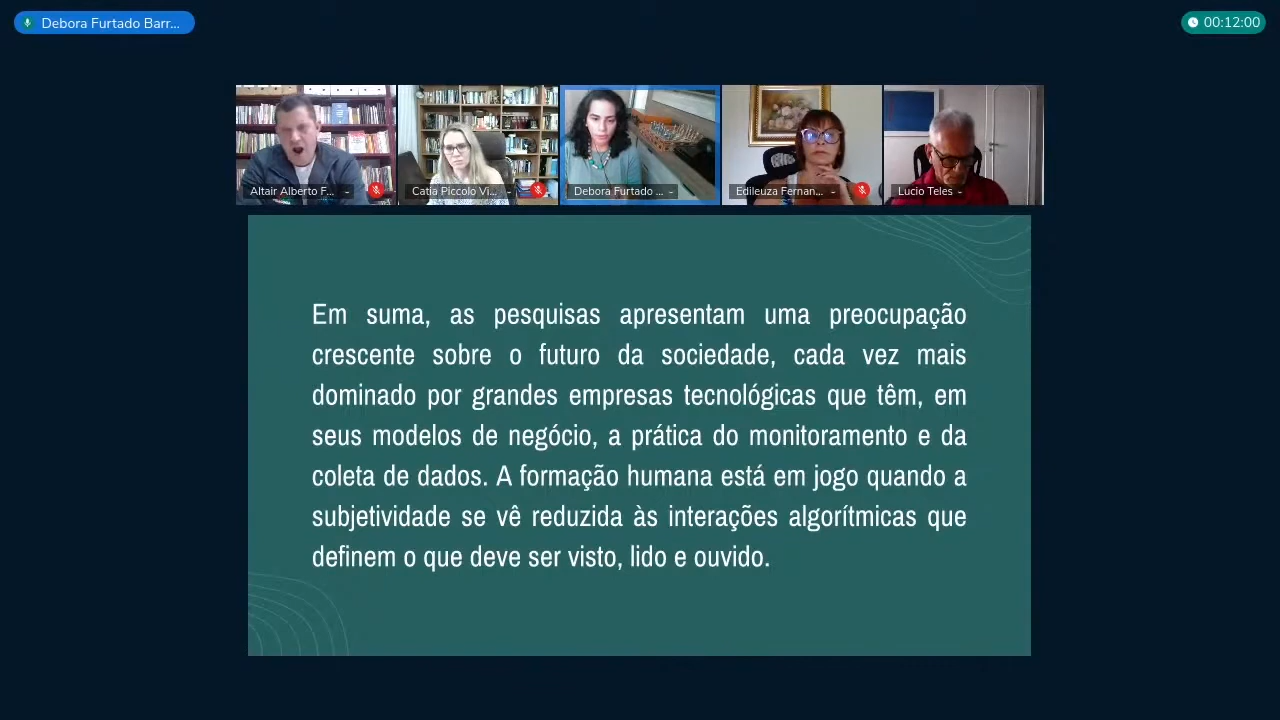 Debora Furtado Barr...
00:12:00
Altair Alberto F...
Catia Piccolo Vi...
Debora Furtado ...
Edileuza Fernan...
Lucio Teles
Em suma, as pesquisas apresentam uma preocupação
crescente sobre o futuro da sociedade, cada vez mais
dominado por grandes empresas tecnológicas que têm, em
seus modelos de negócio, a prática do monitoramento e da
coleta de dados. A formação humana está em jogo quando a
subjetividade se vê reduzida às interações algorítmicas que
definem o que deve ser visto, lido e ouvido.